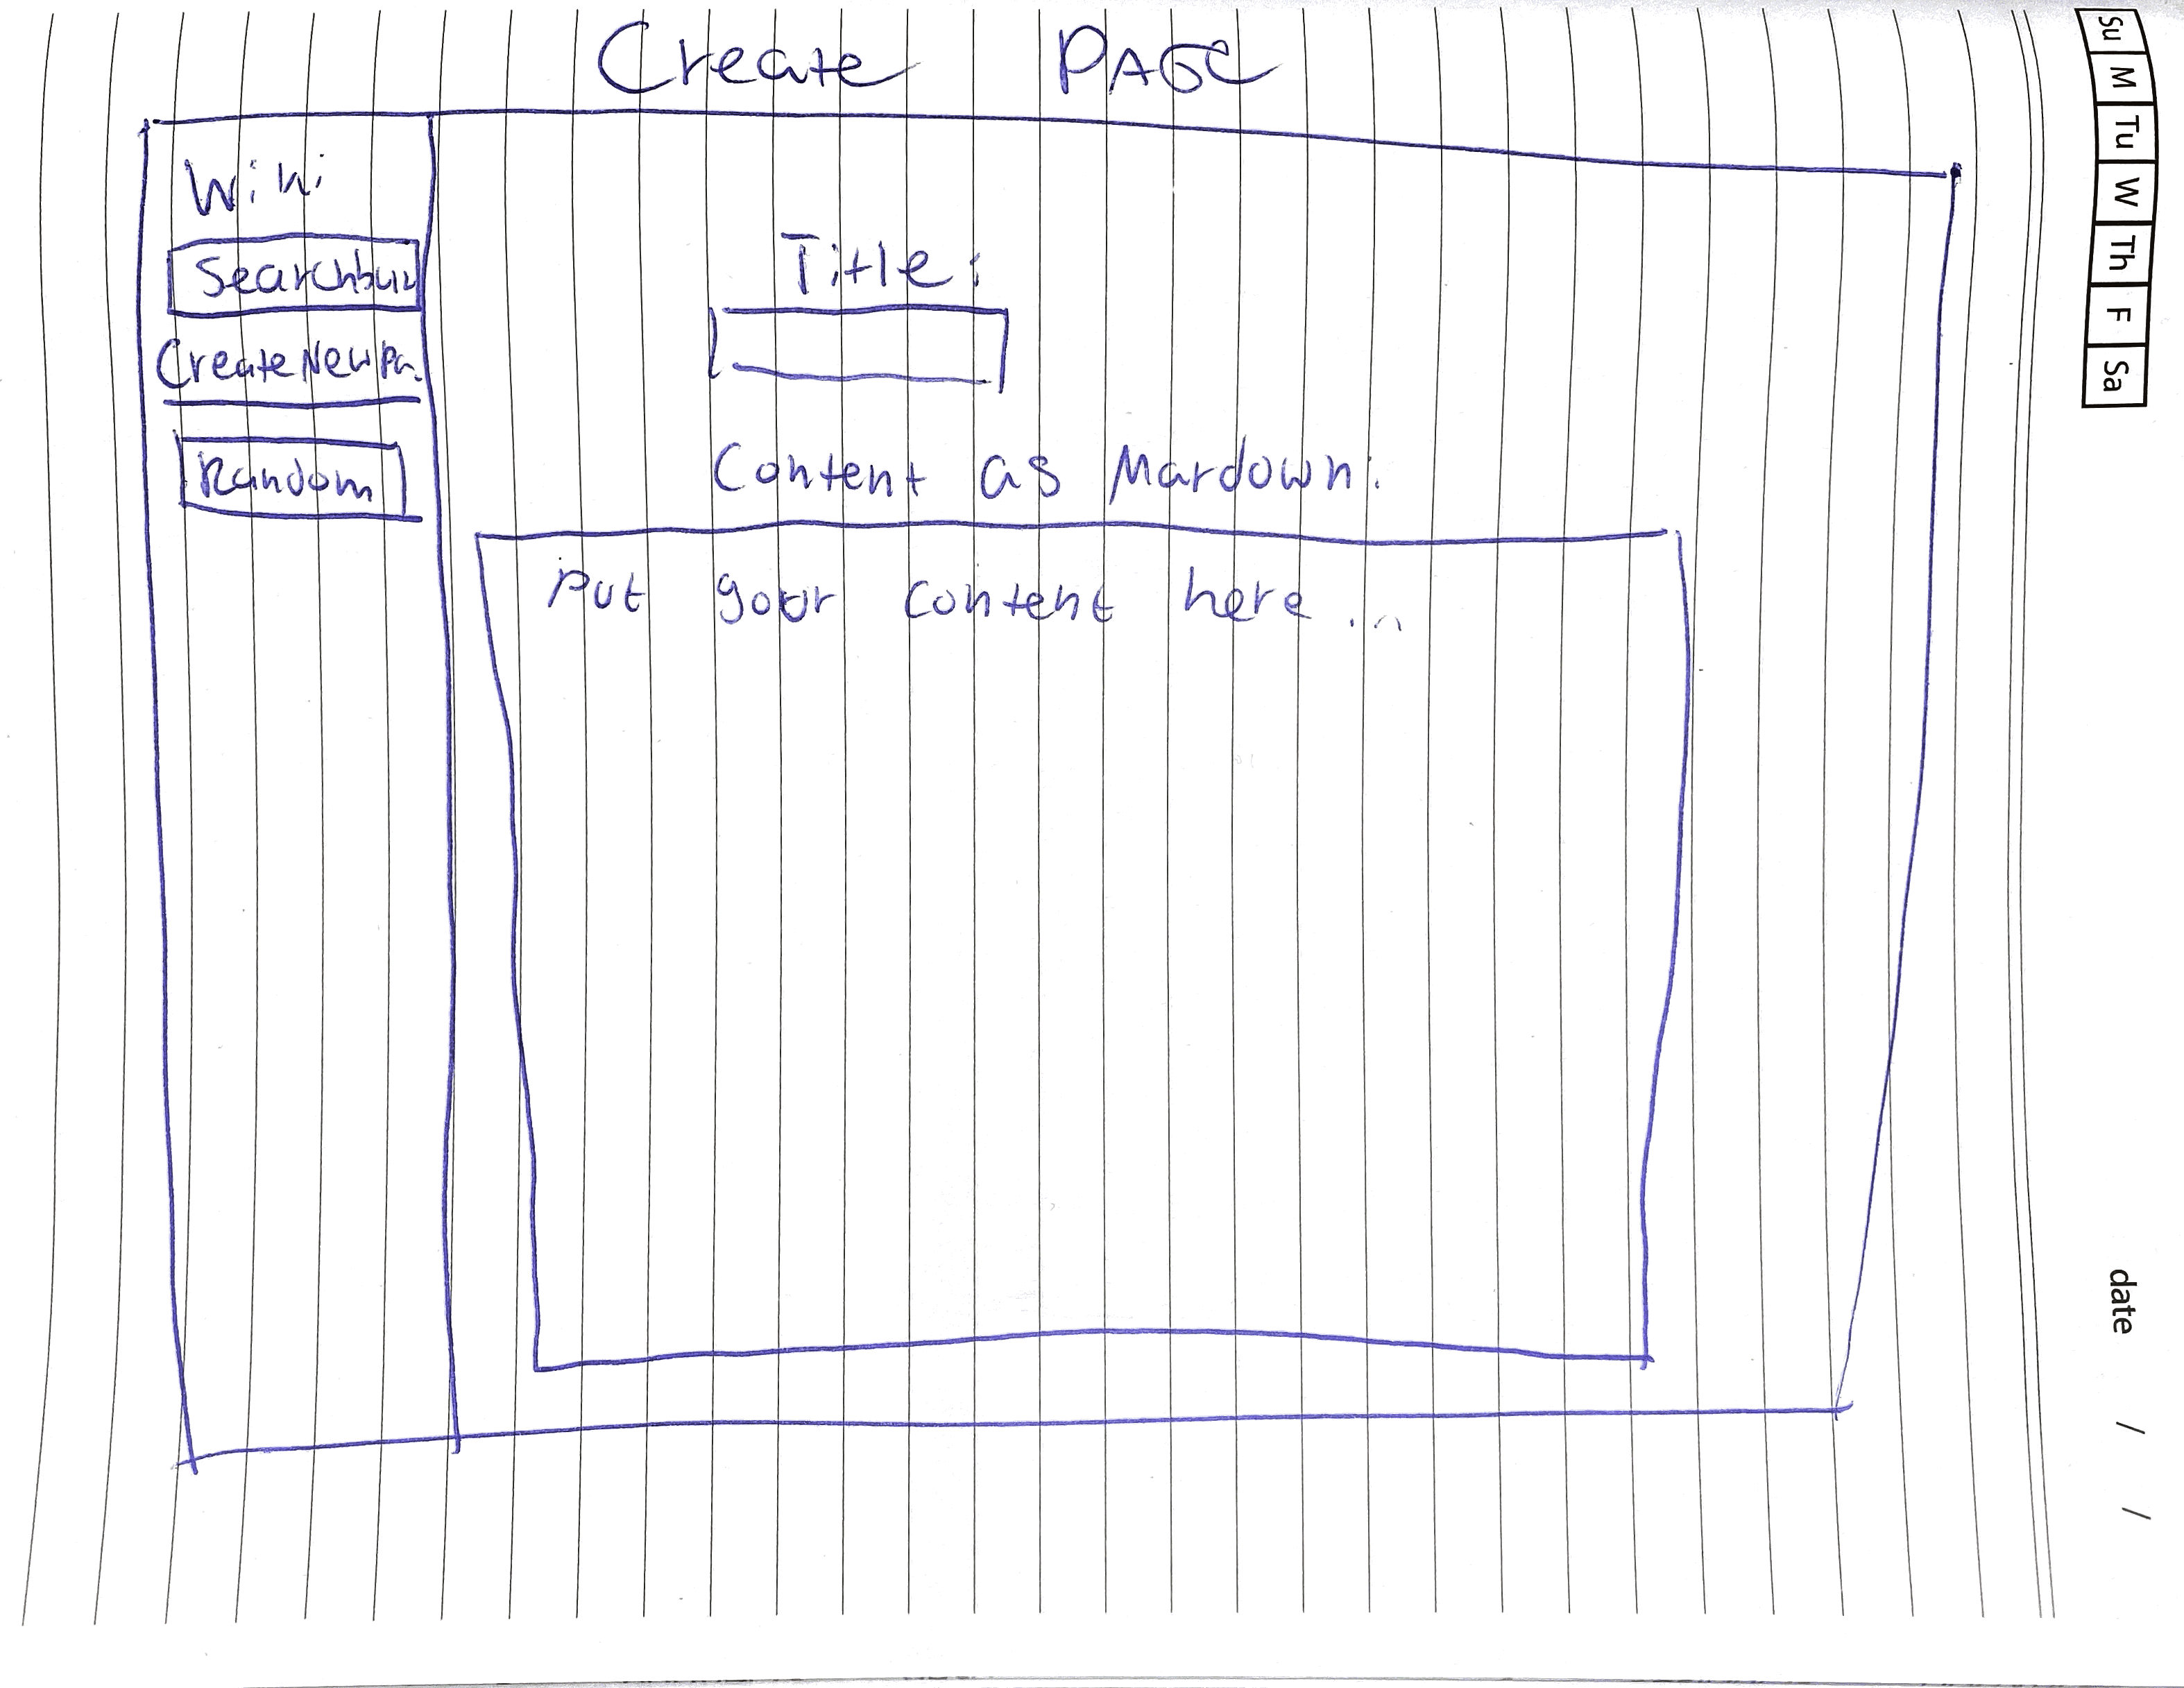 Create PAGE
Wiki
Searchbar
Create New Pa.
Random
Title:
Content as Mardown:
Put your content here ...
Su M Tu W Th F Sa
date / /